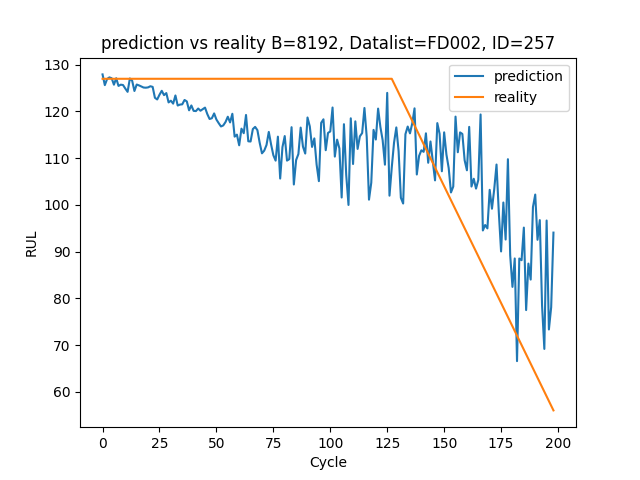 prediction vs reality B=8192, Datalist=FD002, ID=257
prediction
reality
RUL
130
120
110
100
90
80
70
60
0 25 50 75 100 125 150 175 200
Cycle